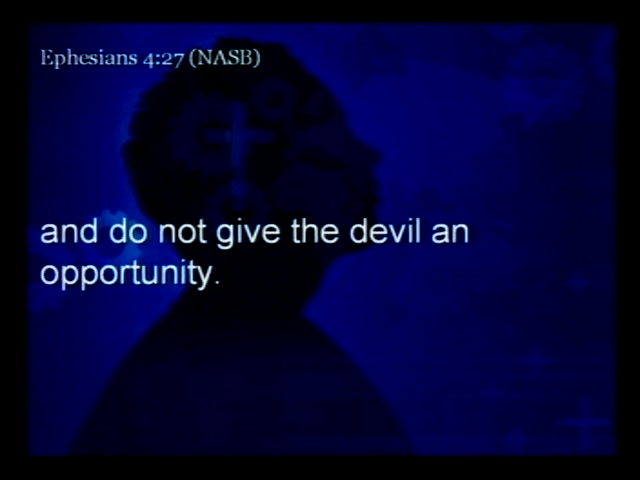 Ephesians 4:27 (NASB)
and do not give the devil an
opportunity.